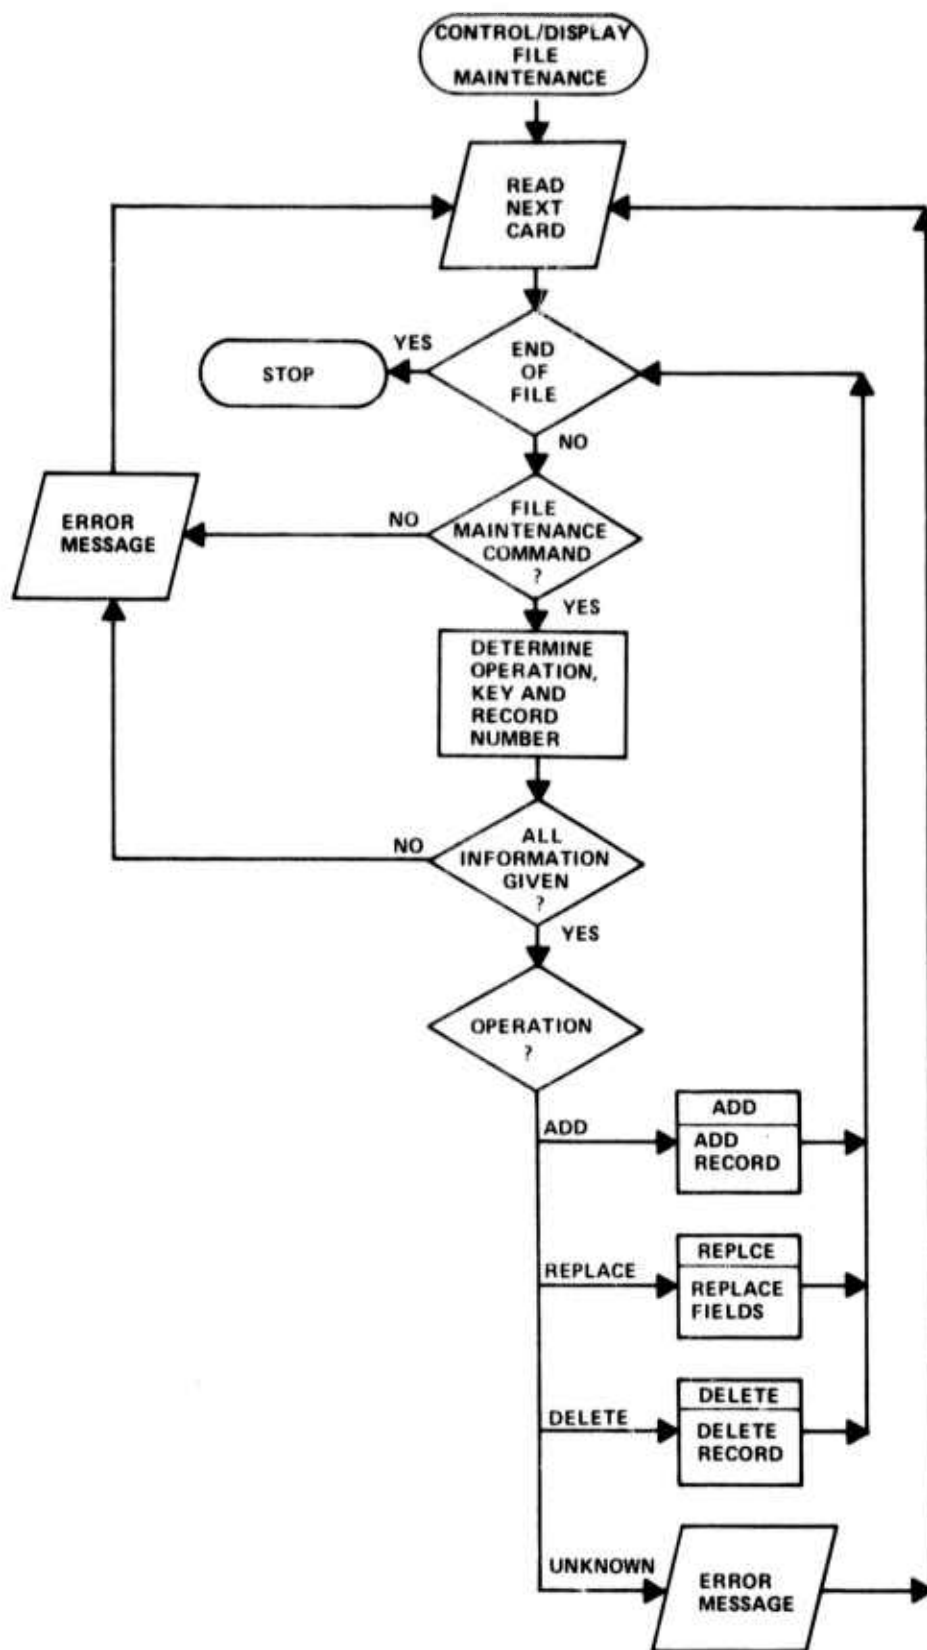 CONTROL/DISPLAY
FILE
MAINTENANCE
READ
NEXT
CARD
YES
STOP
END
OF
FILE
NO
ERROR
MESSAGE
NO
FILE
MAINTENANCE
COMMAND
?
YES
DETERMINE
OPERATION,
KEY AND
RECORD
NUMBER
NO
ALL
INFORMATION
GIVEN
?
YES
OPERATION
?
ADD
ADD
ADD
RECORD
REPLACE
REPLCE
REPLACE
FIELDS
DELETE
DELETE
DELETE
RECORD
UNKNOWN
ERROR
MESSAGE